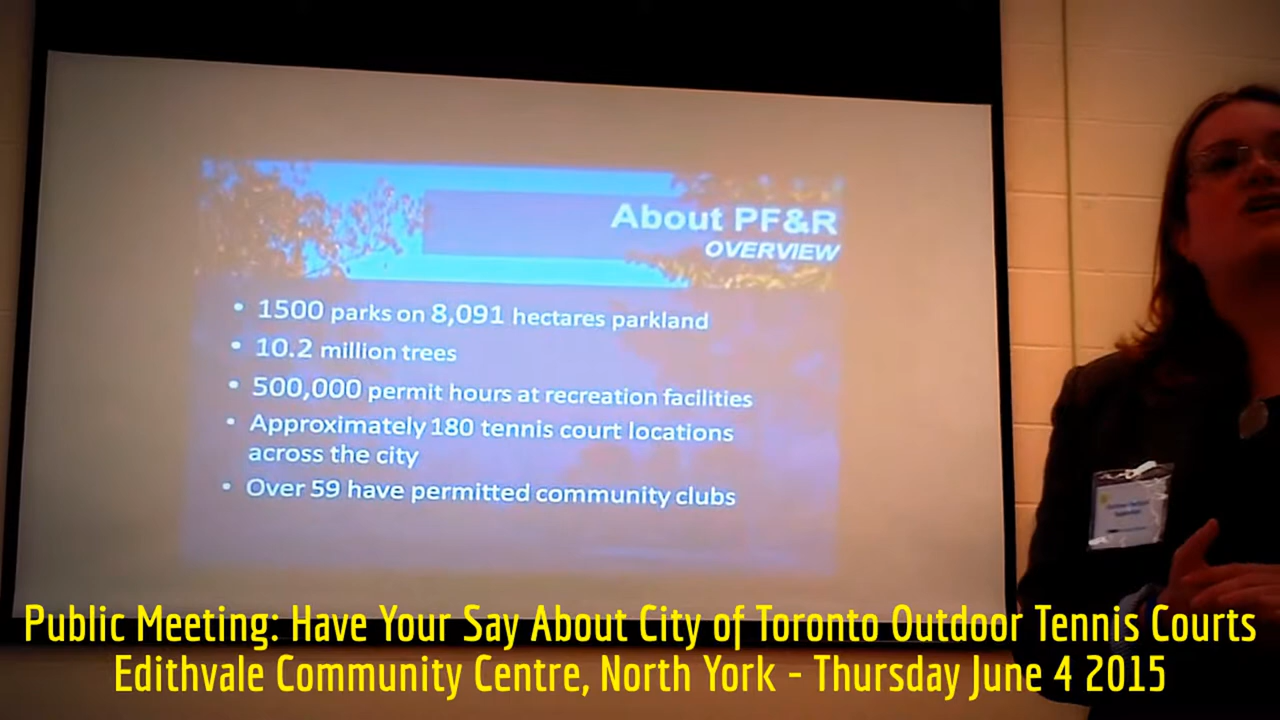 About PF&R
OVERVIEW
• 1500 parks on 8,091 hectares parkland
• 10.2 million trees
• 500,000 permit hours at recreation facilities
• Approximately 180 tennis court locations
across the city
• Over 59 have permitted community clubs
Public Meeting: Have Your Say About City of Toronto Outdoor Tennis Courts
Edithvale Community Centre, North York - Thursday June 4 2015